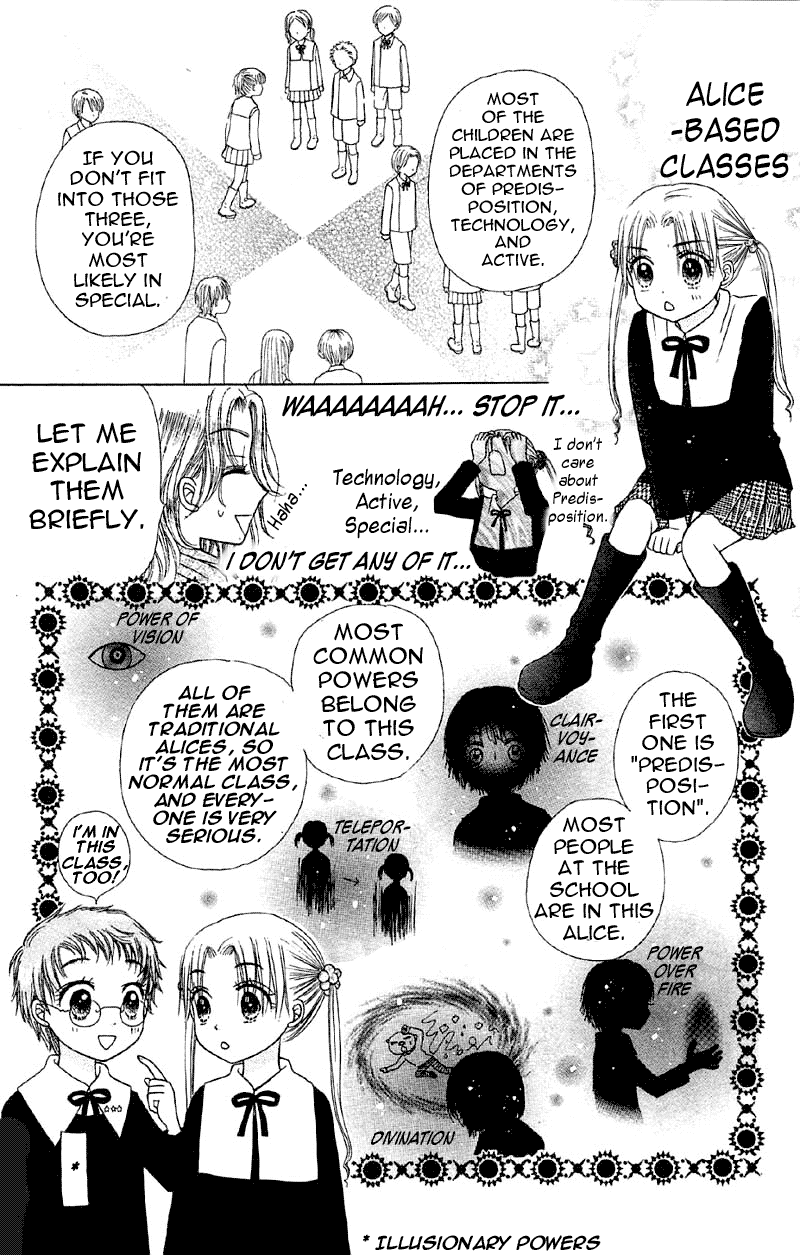 ALICE
-BASED
CLASSES
MOST
OF THE
CHILDREN ARE
PLACED IN THE
DEPARTMENTS
OF PREDIS-
POSITION,
TECHNOLOGY,
AND
ACTIVE.
IF YOU
DON'T FIT
INTO THOSE
THREE,
YOU'RE
MOST
LIKELY IN
SPECIAL.
WAAAAAAAAH... STOP IT...
I don't
care
about
Predis-
position.
Technology,
Active,
Special...
I DON'T GET ANY OF IT...
Haha...
LET ME
EXPLAIN
THEM
BRIEFLY.
THE
FIRST
ONE IS
"PREDIS-
POSI-
TION".
MOST
PEOPLE
AT THE
SCHOOL
ARE IN THIS
ALICE.
CLAIR-
VOY-
ANCE
MOST
COMMON
POWERS
BELONG
TO THIS
CLASS.
POWER OF
VISION
ALL OF
THEM ARE
TRADITIONAL
ALICES, SO
IT'S THE MOST
NORMAL CLASS,
AND EVERY-
ONE IS VERY
SERIOUS.
TELEPOR-
TATION
POWER
OVER
FIRE
DIVINATION
I'M IN
THIS
CLASS,
TOO!
*
* ILLUSIONARY POWERS